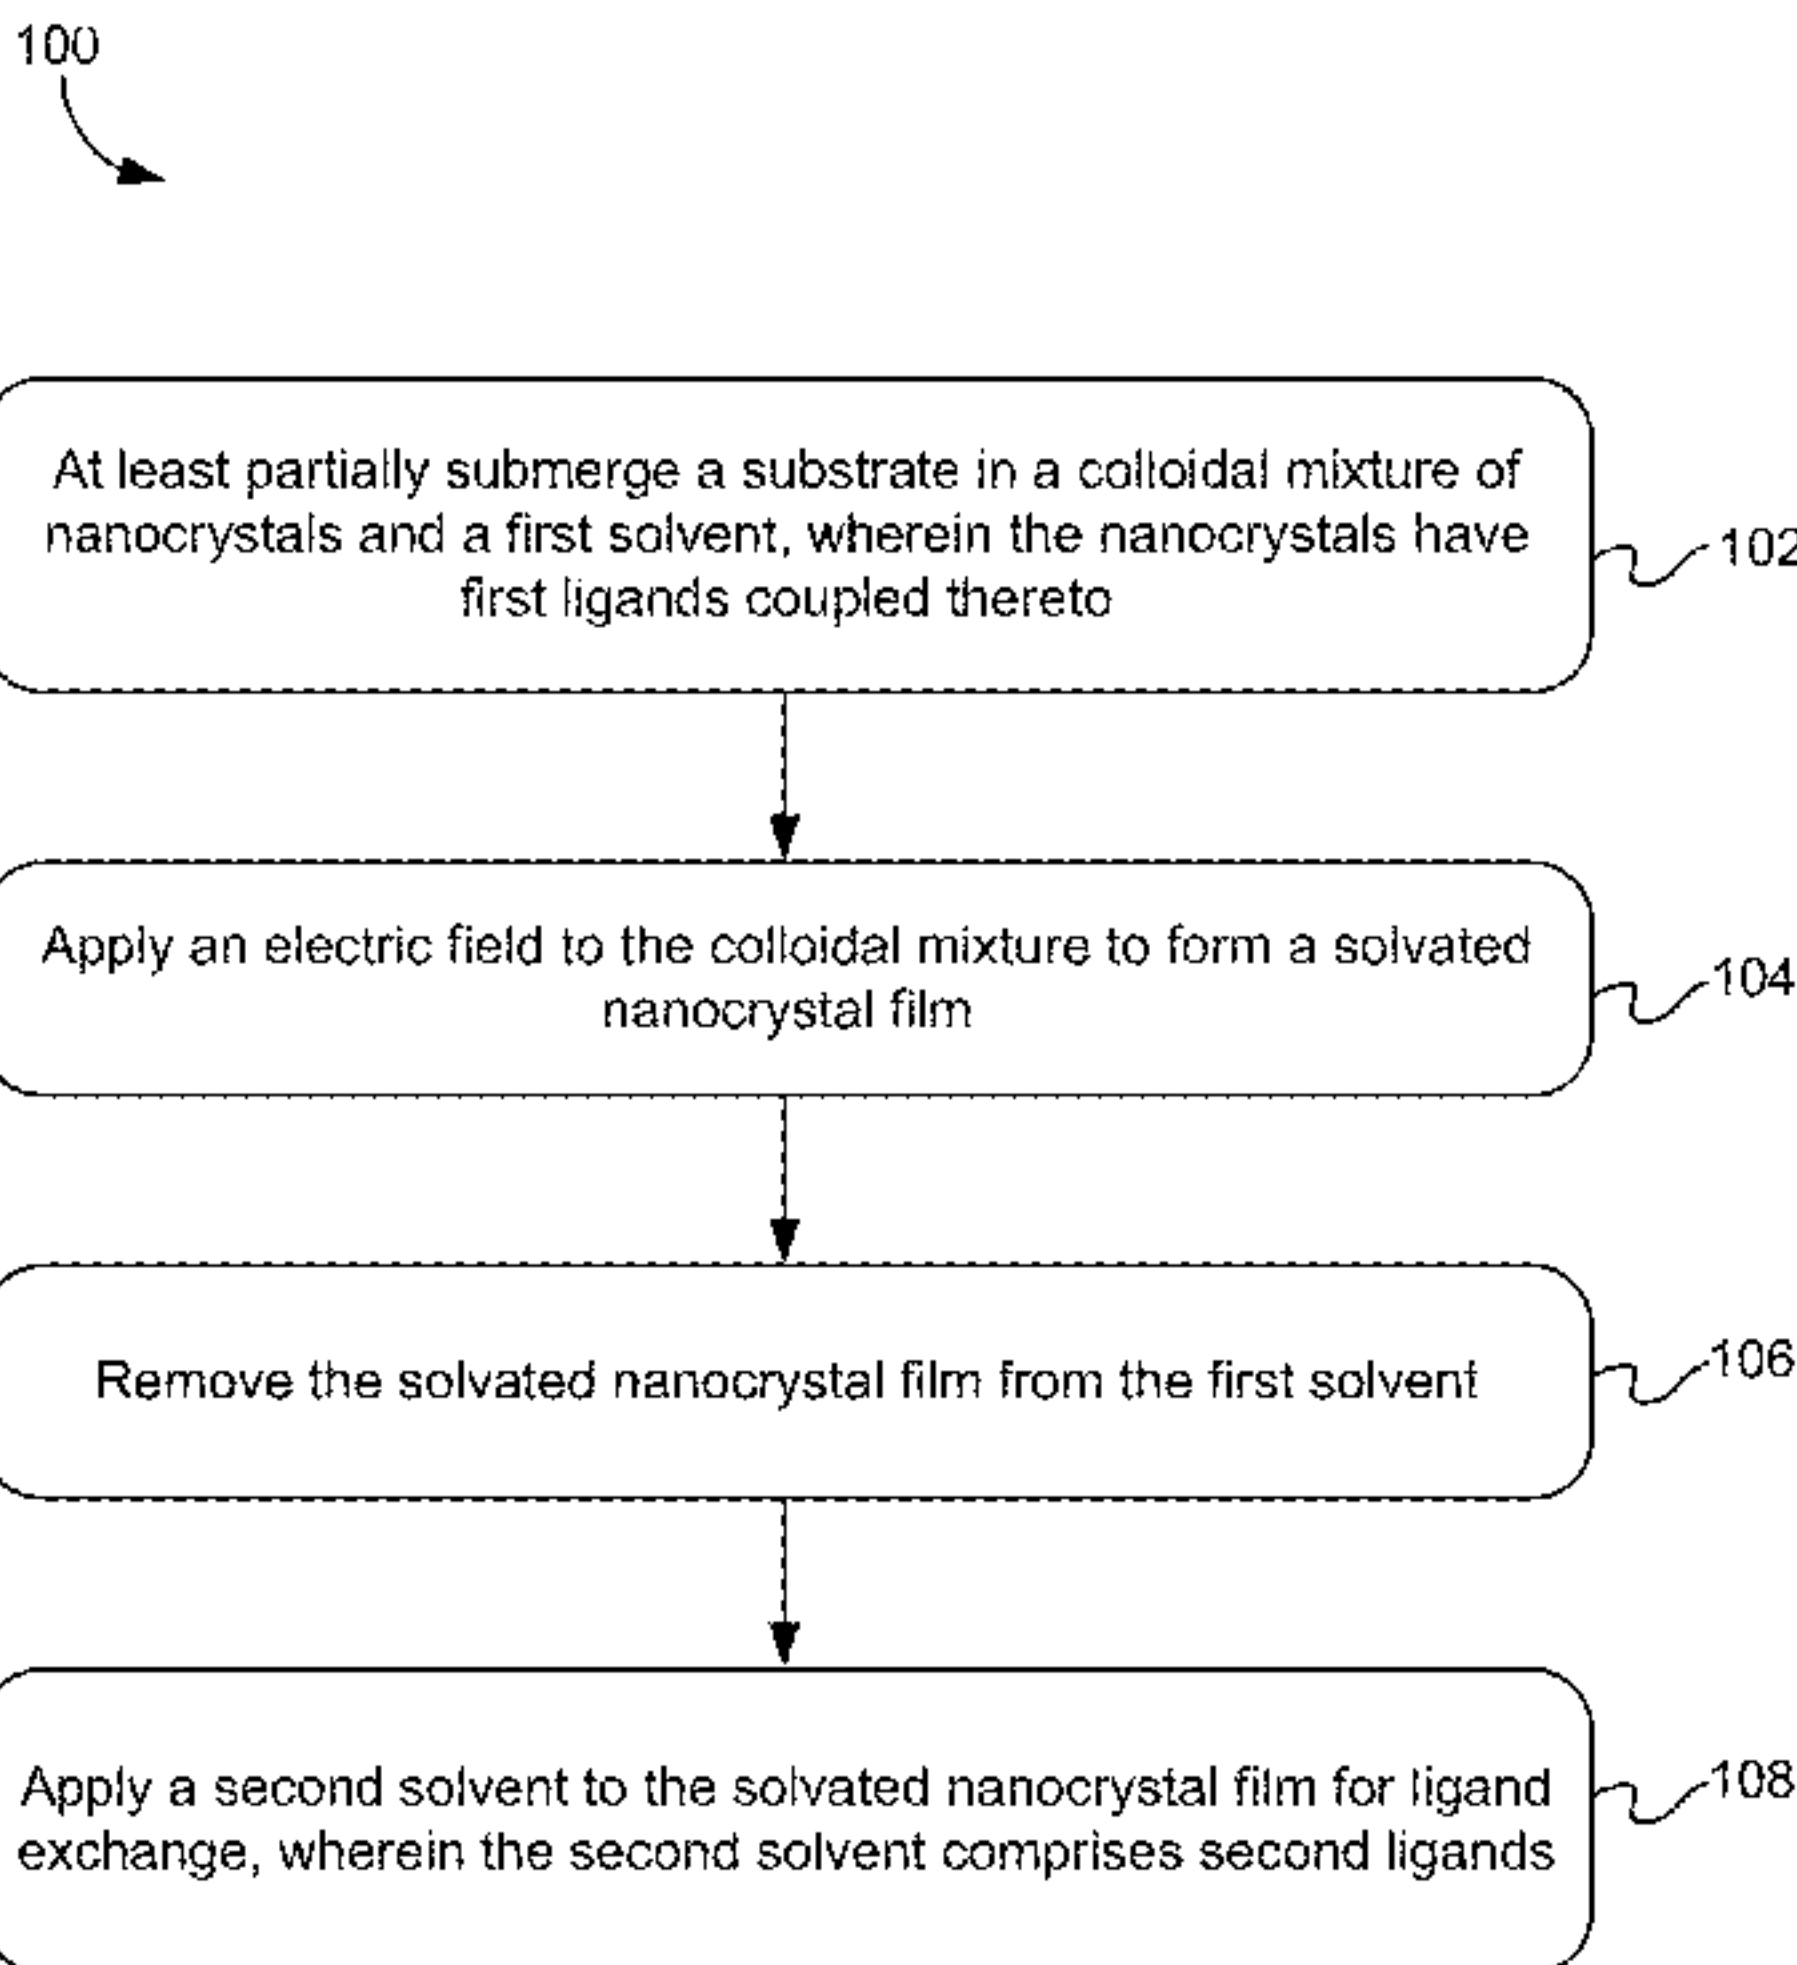 100
At least partially submerge a substrate in a colloidal mixture of
nanocrystals and a first solvent, wherein the nanocrystals have
first ligands coupled thereto
102
Apply an electric field to the colloidal mixture to form a solvated
nanocrystal film
104
Remove the solvated nanocrystal film from the first solvent
106
Apply a second solvent to the solvated nanocrystal film for ligand
exchange, wherein the second solvent comprises second ligands
108